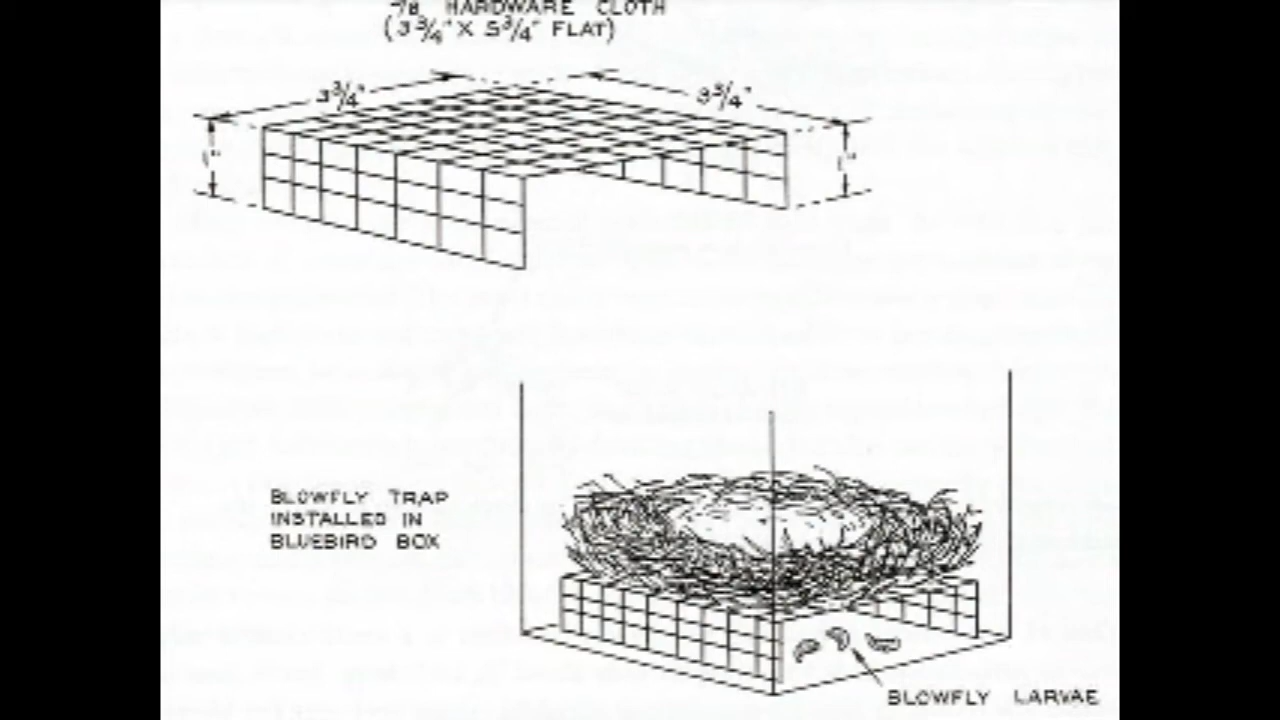 HARDWARE CLOTH
(3 3/4" X 5 3/4" FLAT)
3 3/4"
3 3/4"
1"
1"
BLOWFLY TRAP
INSTALLED IN
BLUEBIRD BOX
BLOWFLY LARVAE